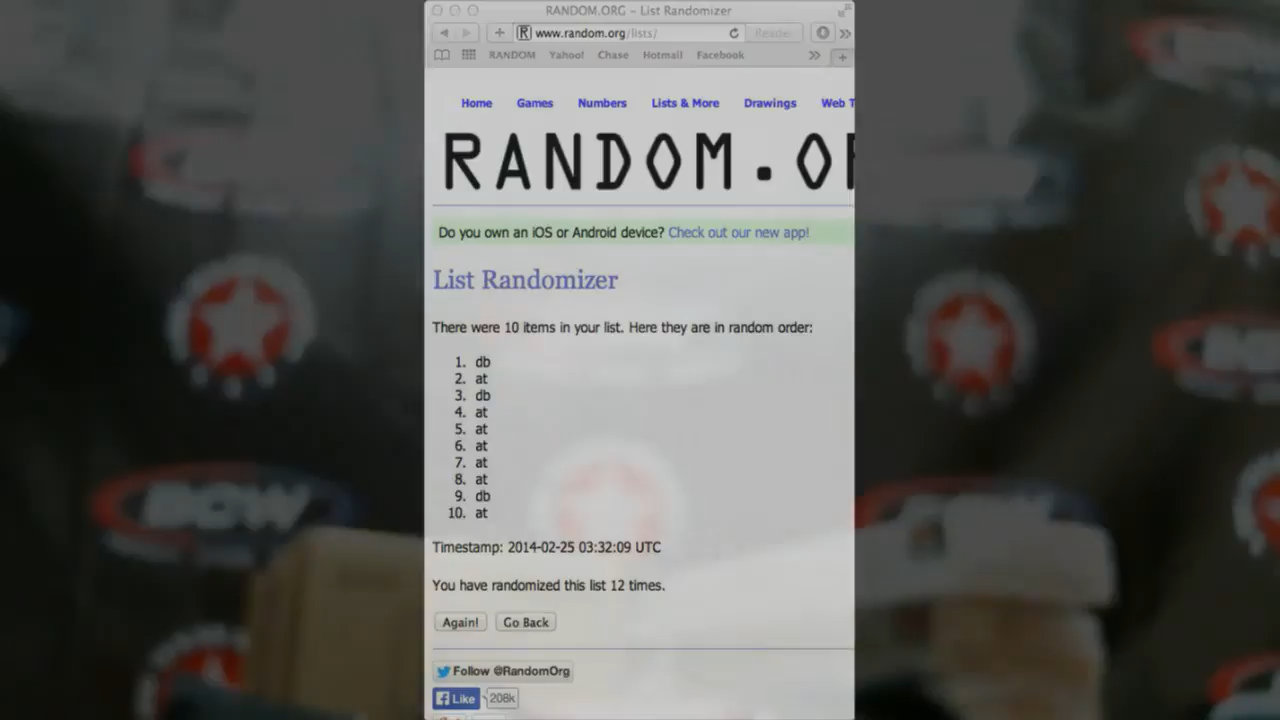 RANDOM.ORG - List Randomizer
www.random.org/lists/
Reader
RANDOM Yahoo! Chase Hotmail Facebook
Home Games Numbers Lists & More Drawings Web T
RANDOM.OR
Do you own an iOS or Android device? Check out our new app!
List Randomizer
There were 10 items in your list. Here they are in random order:
1. db
2. at
3. db
4. at
5. at
6. at
7. at
8. at
9. db
10. at
Timestamp: 2014-02-25 03:32:09 UTC
You have randomized this list 12 times.
Again! Go Back
Follow @RandomOrg
Like 208k
BCW